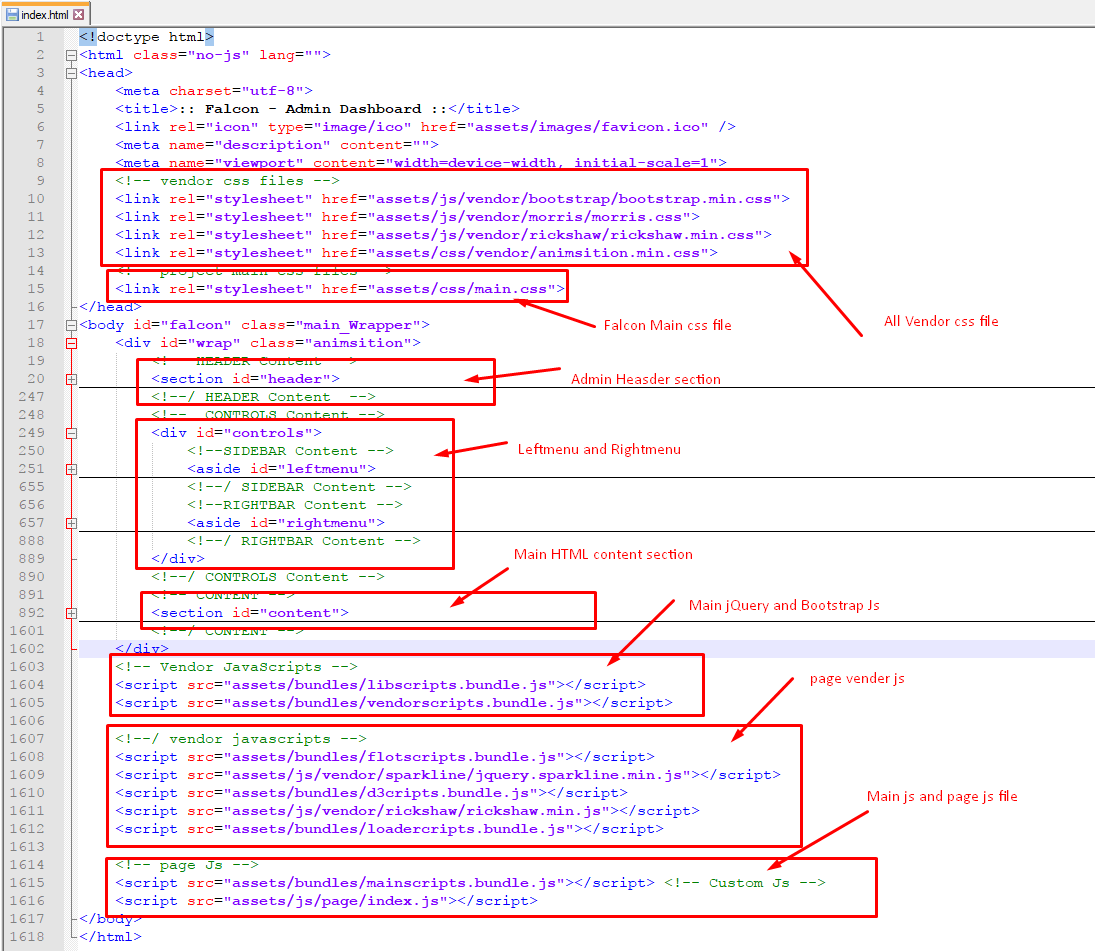 index.html
1 <!doctype html>
2 <html class="no-js" lang="">
3 <head>
4 <meta charset="utf-8">
5 <title>:: Falcon - Admin Dashboard ::</title>
6 <link rel="icon" type="image/ico" href="assets/images/favicon.ico" />
7 <meta name="description" content="">
8 <meta name="viewport" content="width=device-width, initial-scale=1">
9 <!-- vendor css files -->
10 <link rel="stylesheet" href="assets/js/vendor/bootstrap/bootstrap.min.css">
11 <link rel="stylesheet" href="assets/js/vendor/morris/morris.css">
12 <link rel="stylesheet" href="assets/js/vendor/rickshaw/rickshaw.min.css">
13 <link rel="stylesheet" href="assets/css/vendor/animsition.min.css">
14 <!-- project main css files -->
15 <link rel="stylesheet" href="assets/css/main.css">
16 </head>
All Vendor css file
Falcon Main css file
17 <body id="falcon" class="main_Wrapper">
18 <div id="wrap" class="animsition">
19 <!-- HEADER Content -->
20 <section id="header">
Admin Heasder section
247 <!--/ HEADER Content  -->
248 <!--  CONTROLS Content -->
249 <div id="controls">
250 <!--SIDEBAR Content -->
Leftmenu and Rightmenu
251 <aside id="leftmenu">
655 <!--/ SIDEBAR Content -->
656 <!--RIGHTBAR Content -->
657 <aside id="rightmenu">
888 <!--/ RIGHTBAR Content -->
889 </div>
Main HTML content section
890 <!--/ CONTROLS Content -->
891 <!-- CONTENT -->
892 <section id="content">
Main jQuery and Bootstrap Js
1601 <!--/ CONTENT -->
1602 </div>
1603 <!-- Vendor JavaScripts -->
1604 <script src="assets/bundles/libscripts.bundle.js"></script>
page vender js
1605 <script src="assets/bundles/vendorscripts.bundle.js"></script>
1606
1607 <!--/ vendor javascripts -->
1608 <script src="assets/bundles/flotscripts.bundle.js"></script>
1609 <script src="assets/js/vendor/sparkline/jquery.sparkline.min.js"></script>
1610 <script src="assets/bundles/d3cripts.bundle.js"></script>
Main js and page js file
1611 <script src="assets/js/vendor/rickshaw/rickshaw.min.js"></script>
1612 <script src="assets/bundles/loadercripts.bundle.js"></script>
1613
1614 <!-- page Js -->
1615 <script src="assets/bundles/mainscripts.bundle.js"></script> <!-- Custom Js -->
1616 <script src="assets/js/page/index.js"></script>
1617 </body>
1618 </html>